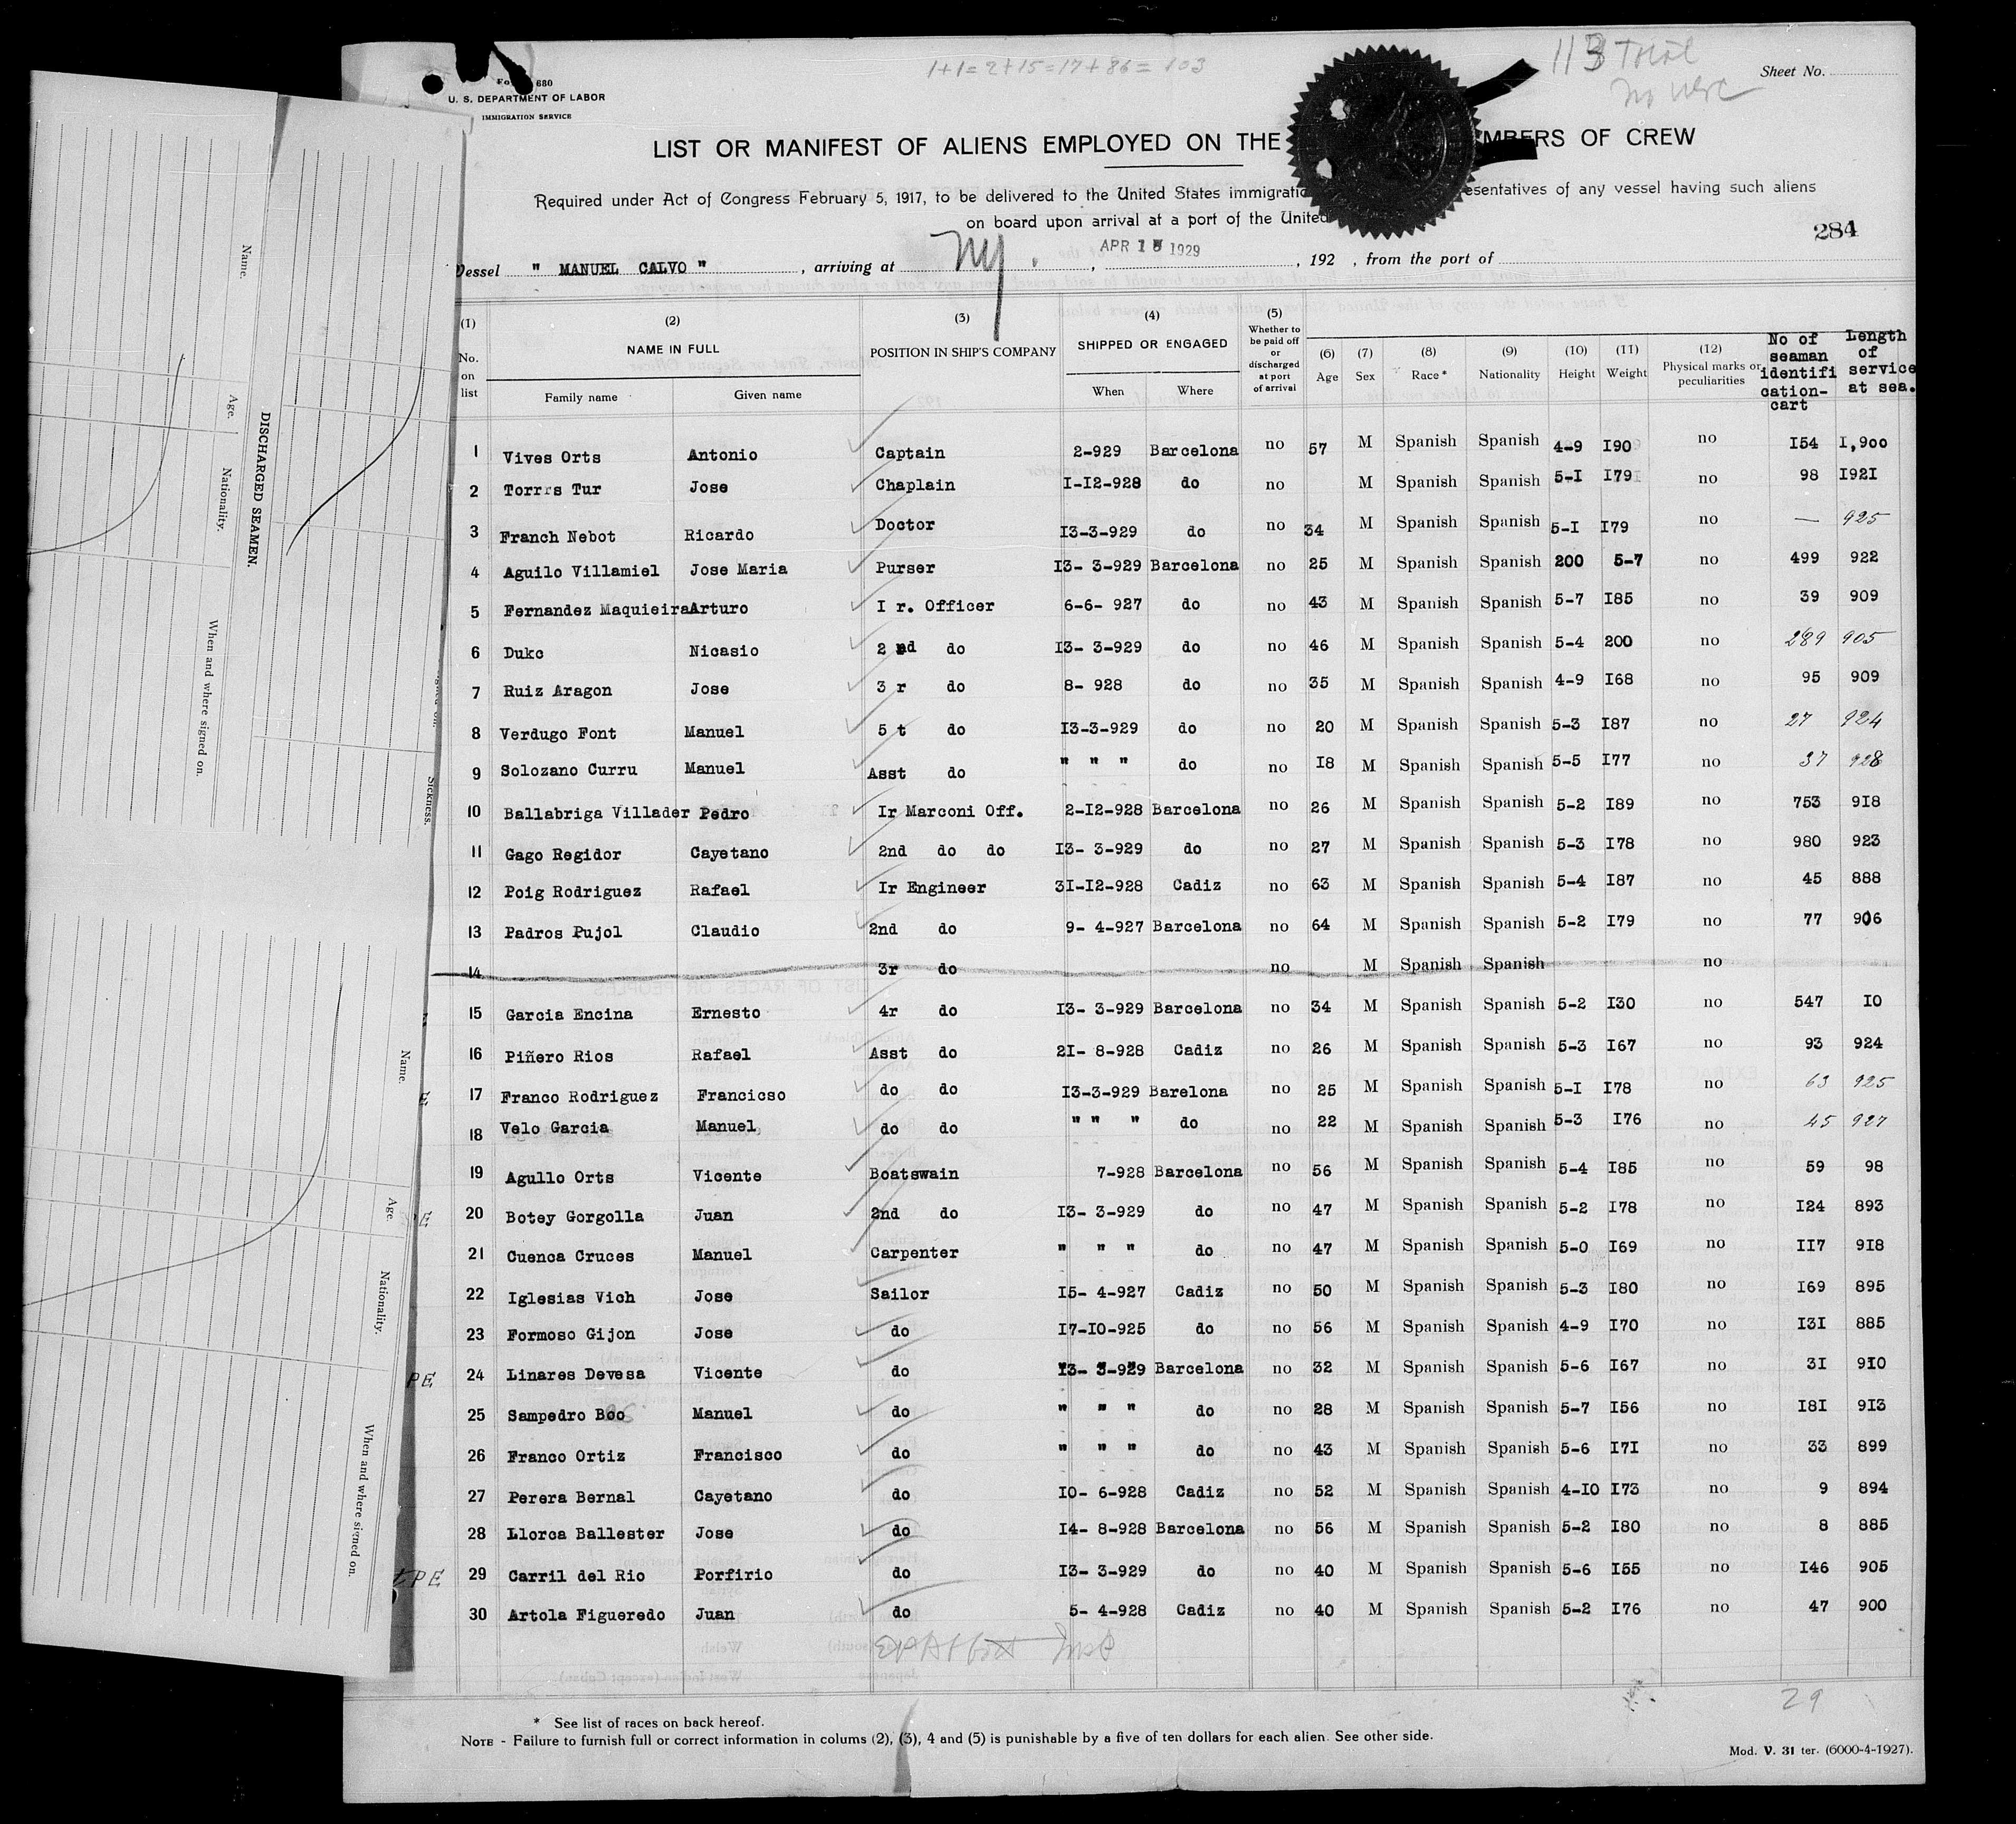 1+1=2+15=17+86=103
113 Total
Sheet No.
680
U. S. DEPARTMENT OF LABOR
IMMIGRATION SERVICE
LIST OR MANIFEST OF ALIENS EMPLOYED ON THE MBERS OF CREW
Required under Act of Congress February 5, 1917, to be delivered to the United States immigratio esentatives of any vessel having such aliens
on board upon arrival at a port of the United
284
Vessel " MANUEL CALVO " , arriving at NY. , APR 1 1929 , 192 , from the port of
(1) No. on list (2) NAME IN FULL Family name Given name (3) POSITION IN SHIP'S COMPANY (4) SHIPPED OR ENGAGED When Where (5) Whether to be paid off or discharged at port of arrival (6) Age (7) Sex (8) Race * (9) Nationality (10) Height (11) Weight (12) Physical marks or peculiarities No of seaman identifi cation- cart Length of service at sea.
1 Vives Orts Antonio Captain 2-929 Barcelona no 57 M Spanish Spanish 4-9 I90 no I54 I,900
2 Torrrs Tur Jose Chaplain I-I2-928 do no M Spanish Spanish 5-I I79 no 98 I92I
3 Franch Nebot Ricardo Doctor I3-3-929 do no 34 M Spanish Spanish 5-I I79 no — 925
4 Aguilo Villamiel Jose Maria Purser I3- 3-929 Barcelona no 25 M Spanish Spanish 200 5-7 no 499 922
5 Fernandez Maquieira Arturo I r. Officer 6-6- 927 do no 43 M Spanish Spanish 5-7 I85 no 39 909
6 Dukc Nicasio 2 nd do I3- 3-929 do no 46 M Spanish Spanish 5-4 200 no 289 905
7 Ruiz Aragon Jose 3 r do 8- 928 do no 35 M Spanish Spanish 4-9 I68 no 95 909
8 Verdugo Font Manuel 5 t do I3-3-929 do no 20 M Spanish Spanish 5-3 I87 no 27 924
9 Solozano Curru Manuel Asst do " " " do no I8 M Spanish Spanish 5-5 I77 no 37 928
10 Ballabriga Villader Pedro Ir Marconi Off. 2-I2-928 Barcelona no 26 M Spanish Spanish 5-2 I89 no 753 9I8
11 Gago Regidor Cayetano 2nd do do I3- 3-929 do no 27 M Spanish Spanish 5-3 I78 no 980 923
12 Poig Rodriguez Rafael Ir Engineer 3I-I2-928 Cadiz no 63 M Spanish Spanish 5-4 I87 no 45 888
13 Padros Pujol Claudio 2nd do 9- 4-927 Barcelona no 64 M Spanish Spanish 5-2 I79 no 77 906
14 3r do no M Spanish Spanish no
15 Garcia Encina Ernesto 4r do I3- 3-929 Barcelona no 34 M Spanish Spanish 5-2 I30 no 547 I0
16 Piñero Rios Rafael Asst do 2I- 8-928 Cadiz no 26 M Spanish Spanish 5-3 I67 no 93 924
17 Franco Rodriguez Francicso do do I3-3-929 Barelona no 25 M Spanish Spanish 5-I I78 no 63 925
18 Velo Garcia Manuel do do " " " do no 22 M Spanish Spanish 5-3 I76 no 45 927
19 Agullo Orts Vicente Boatswain 7-928 Barcelona no 56 M Spanish Spanish 5-4 I85 no 59 98
20 Botey Gorgolla Juan 2nd do I3- 3-929 do no 47 M Spanish Spanish 5-2 I78 no I24 893
21 Cuenca Cruces Manuel Carpenter " " " do no 47 M Spanish Spanish 5-0 I69 no II7 9I8
22 Iglesias Vich Jose Sailor I5- 4-927 Cadiz no 50 M Spanish Spanish 5-3 I80 no I69 895
23 Formoso Gijon Jose do I7-I0-925 do no 56 M Spanish Spanish 4-9 I70 no I3I 885
PE 24 Linares Devesa Vicente do I3- 3-929 Barcelona no 32 M Spanish Spanish 5-6 I67 no 3I 9I0
25 Sampedro Boo Manuel do " " " do no 28 M Spanish Spanish 5-7 I56 no I8I 9I3
26 Franco Ortiz Francisco do " " " do no 43 M Spanish Spanish 5-6 I7I no 33 899
27 Perera Bernal Cayetano do I0- 6-928 Cadiz no 52 M Spanish Spanish 4-I0 I73 no 9 894
28 Llorca Ballester Jose do I4- 8-928 Barcelona no 56 M Spanish Spanish 5-2 I80 no 8 885
PE 29 Carril del Rio Porfirio do I3- 3-929 do no 40 M Spanish Spanish 5-6 I55 no I46 905
30 Artola Figueredo Juan do 5- 4-928 Cadiz no 40 M Spanish Spanish 5-2 I76 no 47 900
29
* See list of races on back hereof.
NOTE - Failure to furnish full or correct information in colums (2), (3), 4 and (5) is punishable by a five of ten dollars for each alien. See other side.
Mod. V. 31 ter. (6000-4-1927).
DISCHARGED SEAMEN.
Name.
Age.
Nationality.
When and where signed on.
Sickness.
Name.
Age.
Nationality.
When and where signed on.